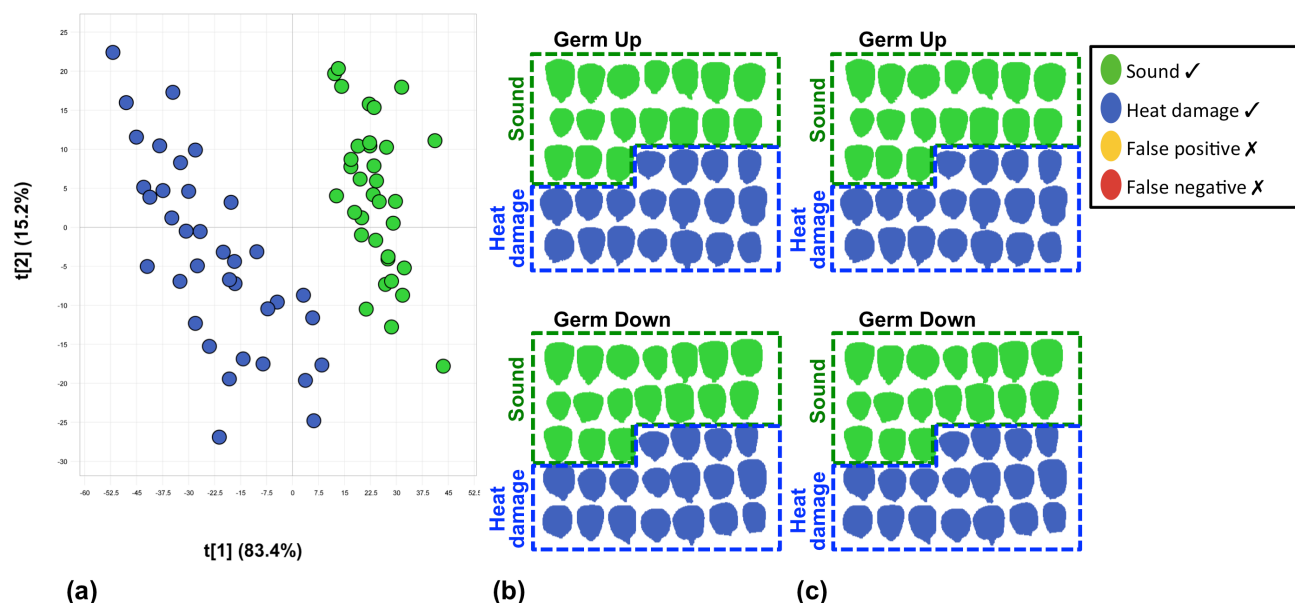 25
20
15
10
5
0
-5
-10
-15
-20
-25
-30
-60
-52.5
-45
-37.5
-30
-22.5
-15
-7.5
0
7.5
15
22.5
30
37.5
45
52.5
t[2] (15.2%)
t[1] (83.4%)
(a)
Germ Up
Sound
Heat
damage
Germ Down
Sound
Heat
damage
(b)
Germ Up
Sound
Heat
damage
Germ Down
Sound
Heat
damage
(c)
Sound ✓
Heat damage ✓
False positive ✗
False negative ✗